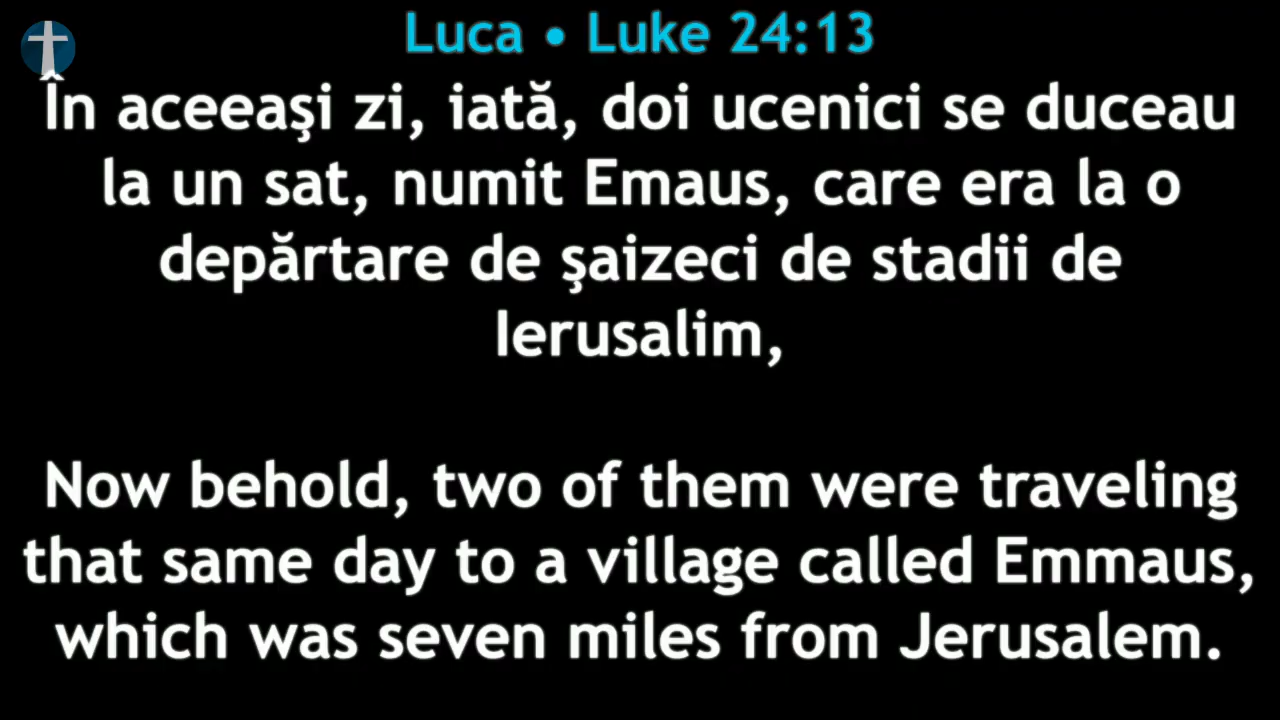 Luca • Luke 24:13
În aceeaşi zi, iată, doi ucenici se duceau
la un sat, numit Emaus, care era la o
depărtare de şaizeci de stadii de
Ierusalim,
Now behold, two of them were traveling
that same day to a village called Emmaus,
which was seven miles from Jerusalem.